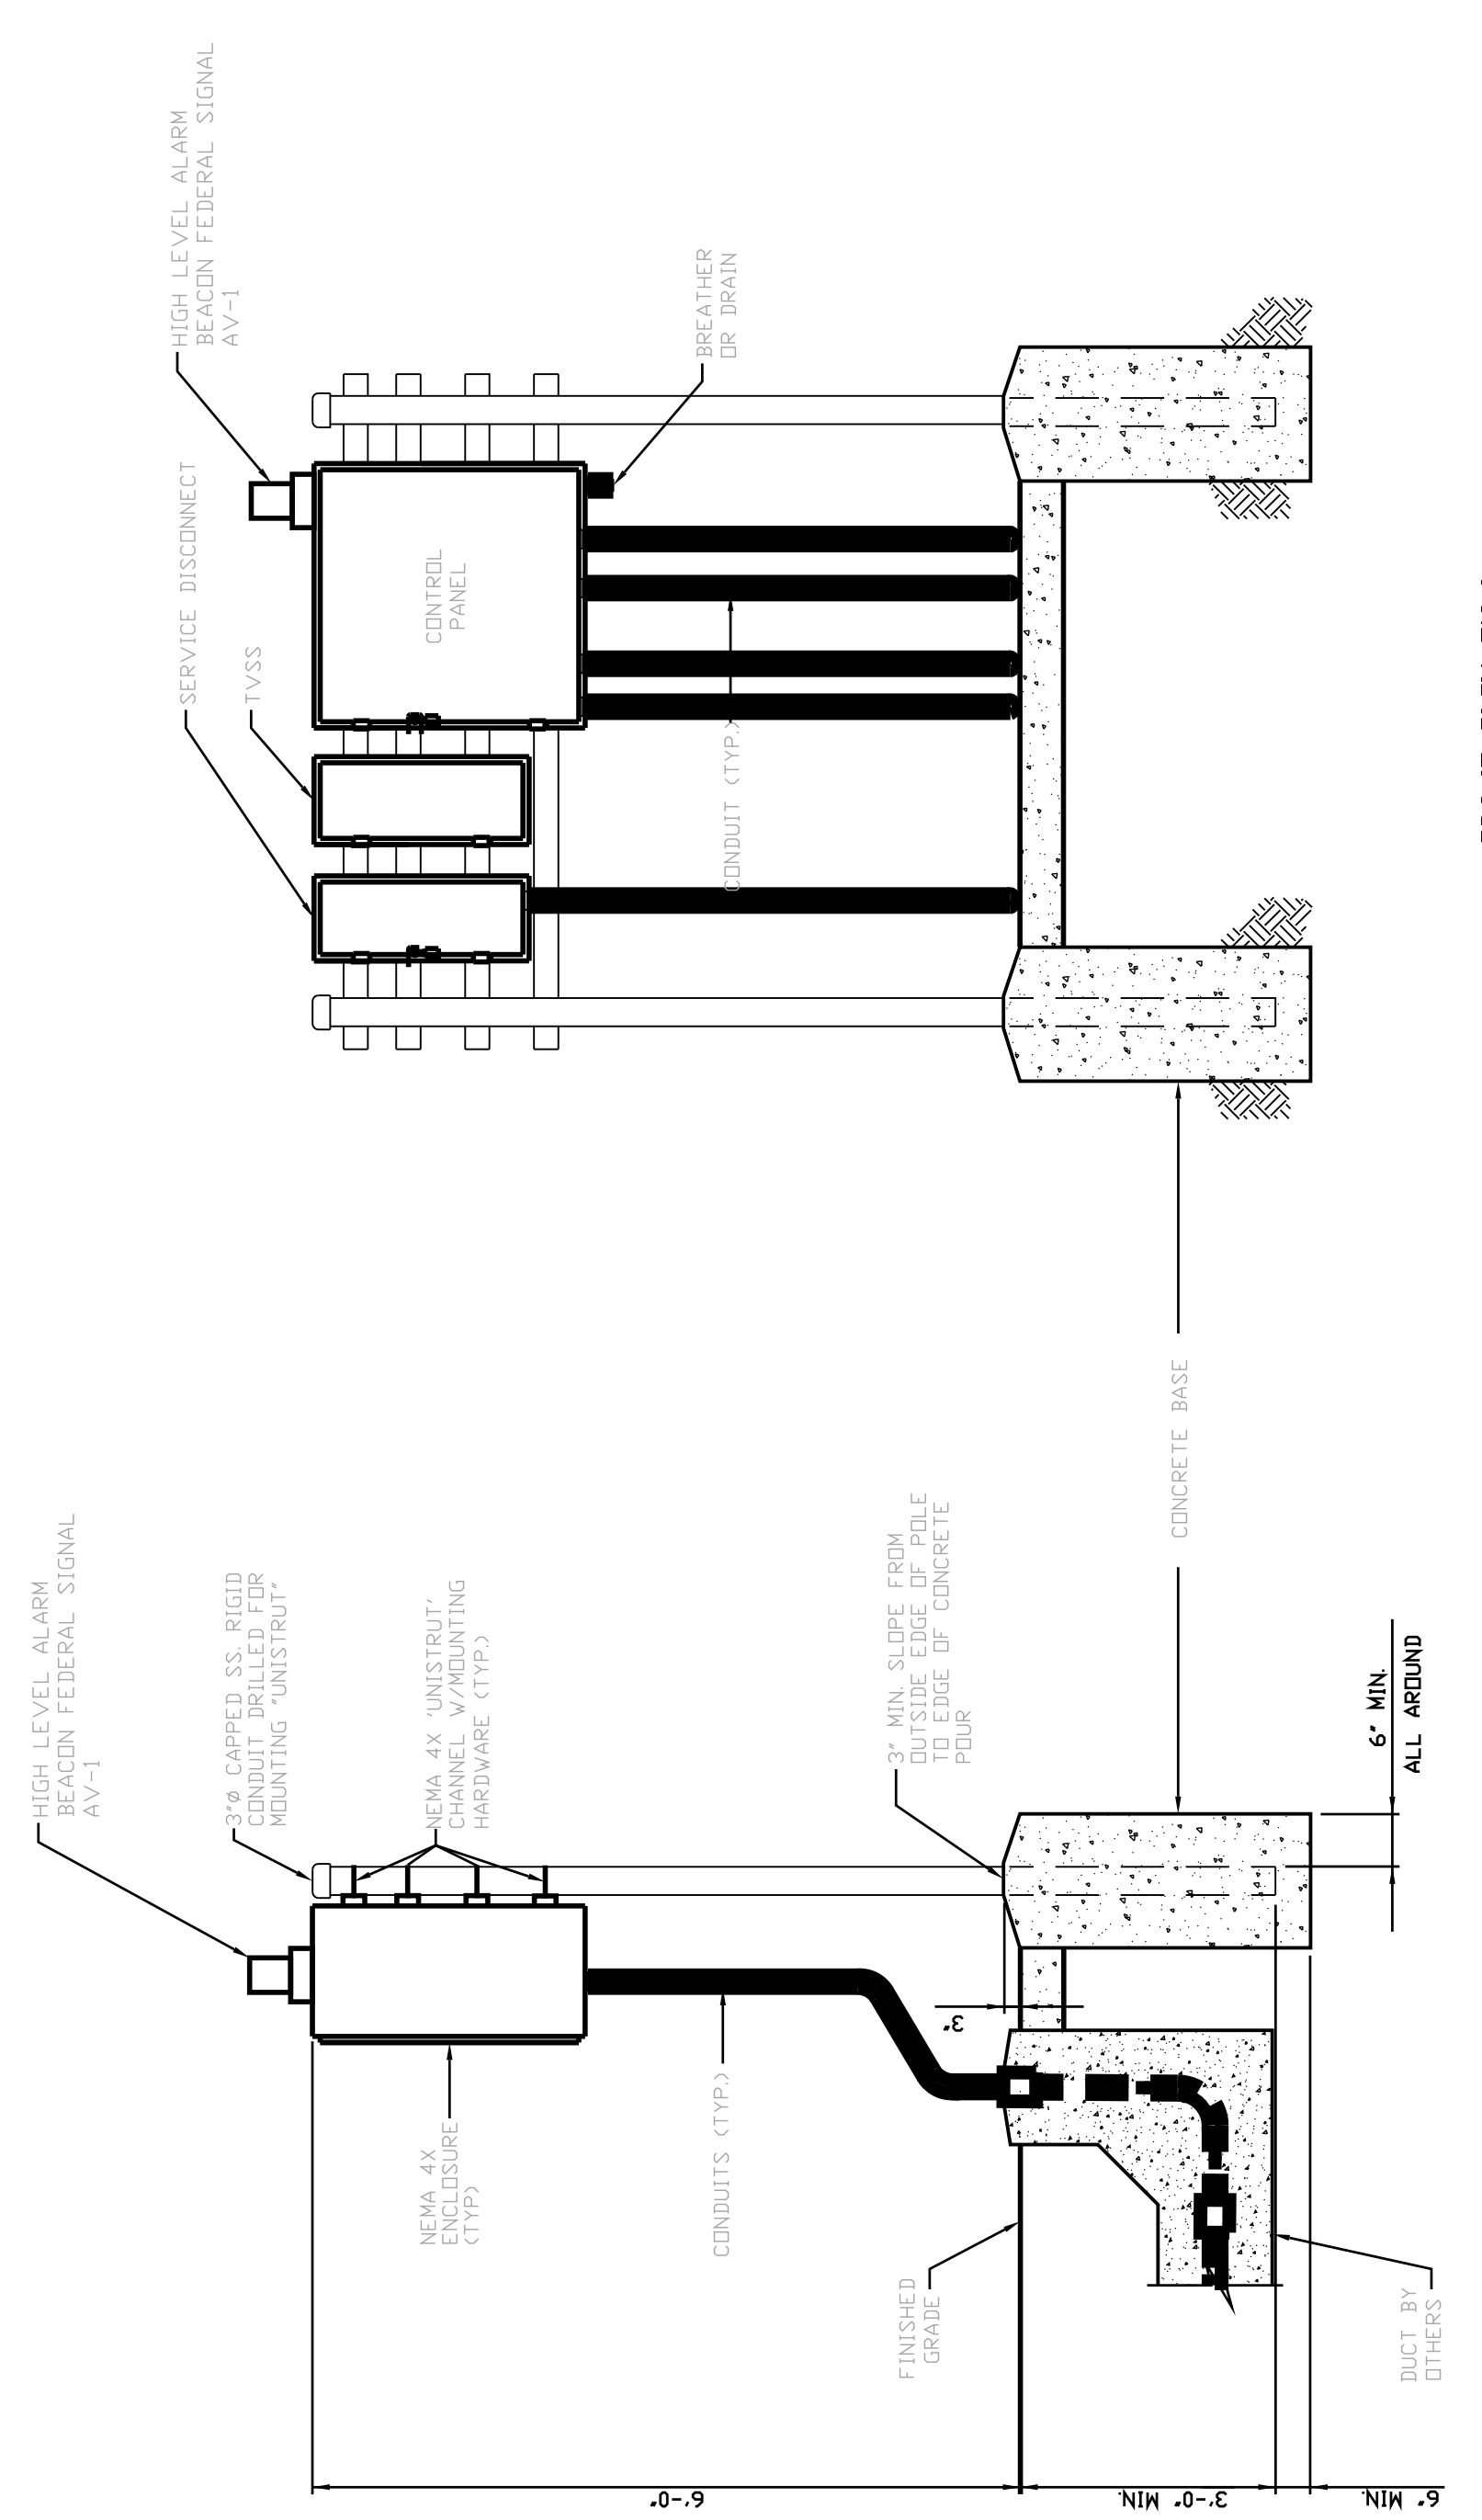 HIGH LEVEL ALARM
BEACON FEDERAL SIGNAL
AV-1
3"Ø CAPPED SS. RIGID
CONDUIT DRILLED FOR
MOUNTING "UNISTRUT"
NEMA 4X 'UNISTRUT'
CHANNEL W/MOUNTING
HARDWARE (TYP.)
NEMA 4X
ENCLOSURE
(TYP)
CONDUITS (TYP.)
3" MIN. SLOPE FROM
OUTSIDE EDGE OF POLE
TO EDGE OF CONCRETE
POUR
FINISHED
GRADE
3"
6'-0"
3'-0" MIN.
6" MIN.
6" MIN.
ALL AROUND
DUCT BY
OTHERS
CONCRETE BASE
HIGH LEVEL ALARM
BEACON FEDERAL SIGNAL
AV-1
SERVICE DISCONNECT
TVSS
CONTROL
PANEL
BREATHER
OR DRAIN
CONDUIT (TYP.)